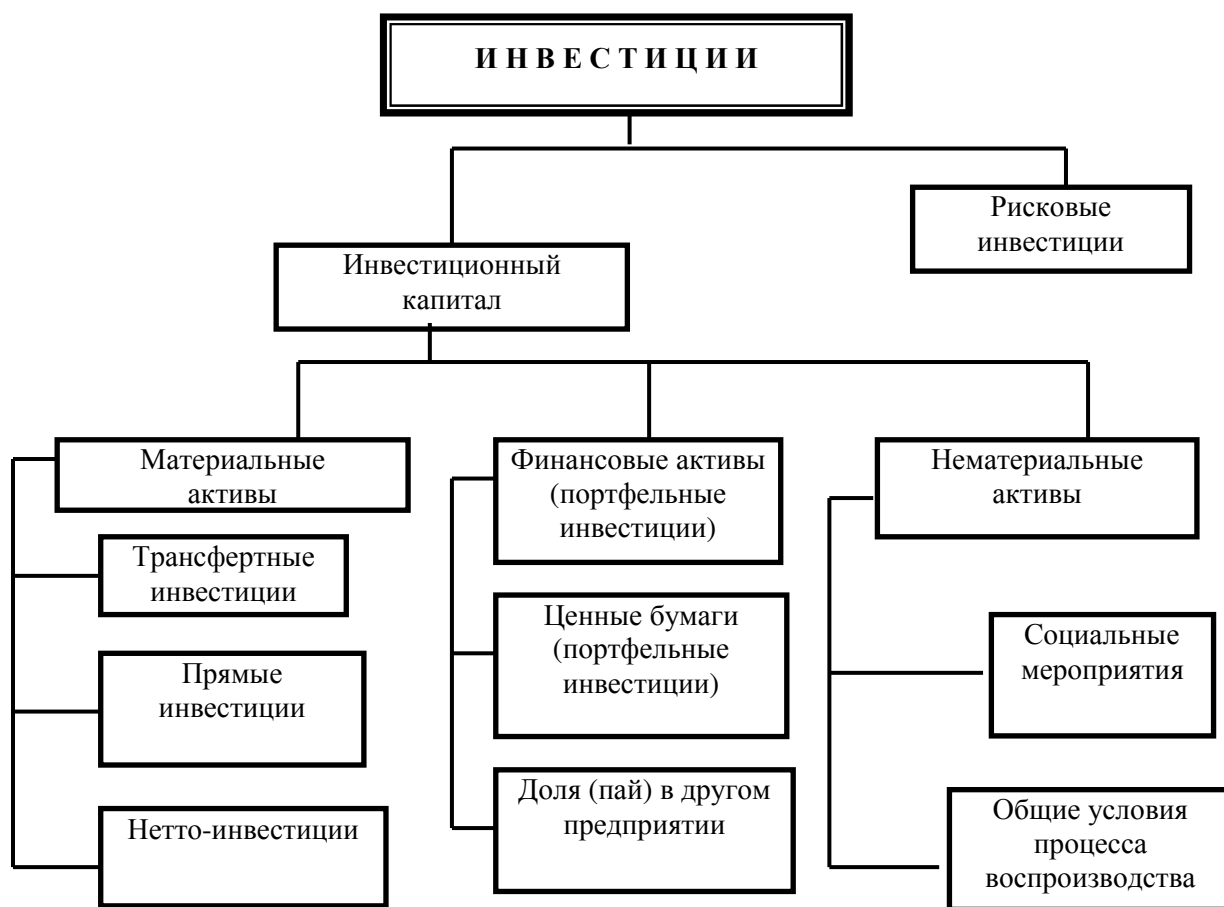 И Н В Е С Т И Ц И И
Рисковые
инвестиции
Инвестиционный
капитал
Материальные
активы
Финансовые активы
(портфельные
инвестиции)
Нематериальные
активы
Трансфертные
инвестиции
Ценные бумаги
(портфельные
инвестиции)
Социальные
мероприятия
Прямые
инвестиции
Доля (пай) в другом
предприятии
Общие условия
процесса
воспроизводства
Нетто-инвестиции